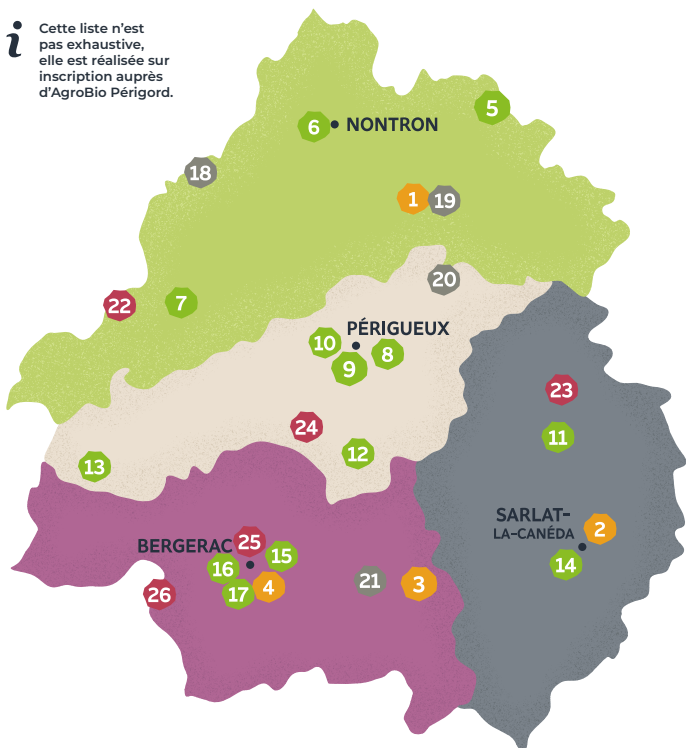 i
Cette liste n'est
pas exhaustive,
elle est réalisée sur
inscription auprès
d'AgroBio Périgord.
5
6 NONTRON
18
1 19
20
22 7
PÉRIGUEUX
10 8
9
23
24
11
12
13
SARLAT-
LA-CANÉDA 2
BERGERAC 25
15
16
14
21 3
17 4
26